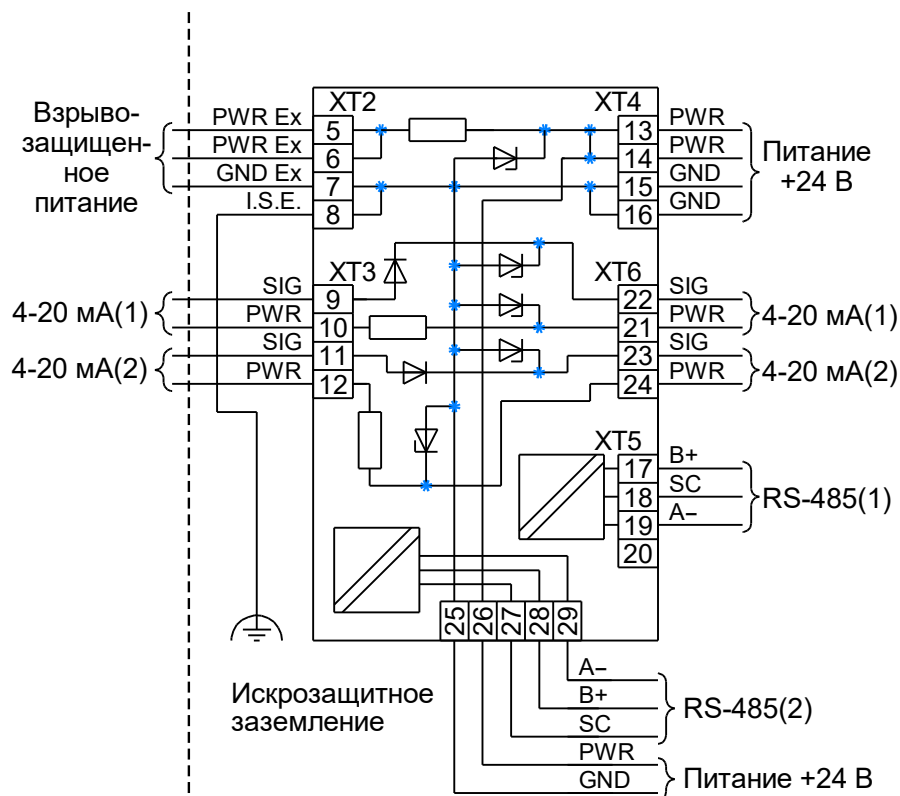 XT2
XT4
Взрыво-
защищен-
ное
питание
PWR Ex
5
13
PWR
PWR Ex
6
14
PWR
GND Ex
7
15
GND
I.S.E.
8
16
GND
Питание
+24 В
XT3
XT6
4-20 мА(1)
SIG
9
22
SIG
PWR
10
21
PWR
4-20 мА(1)
4-20 мА(2)
SIG
11
23
SIG
PWR
12
24
PWR
4-20 мА(2)
XT5
17
B+
18
SC
19
A–
20
RS-485(1)
25
26
27
28
29
Искрозащитное
заземление
A–
B+
SC
RS-485(2)
PWR
GND
Питание +24 В